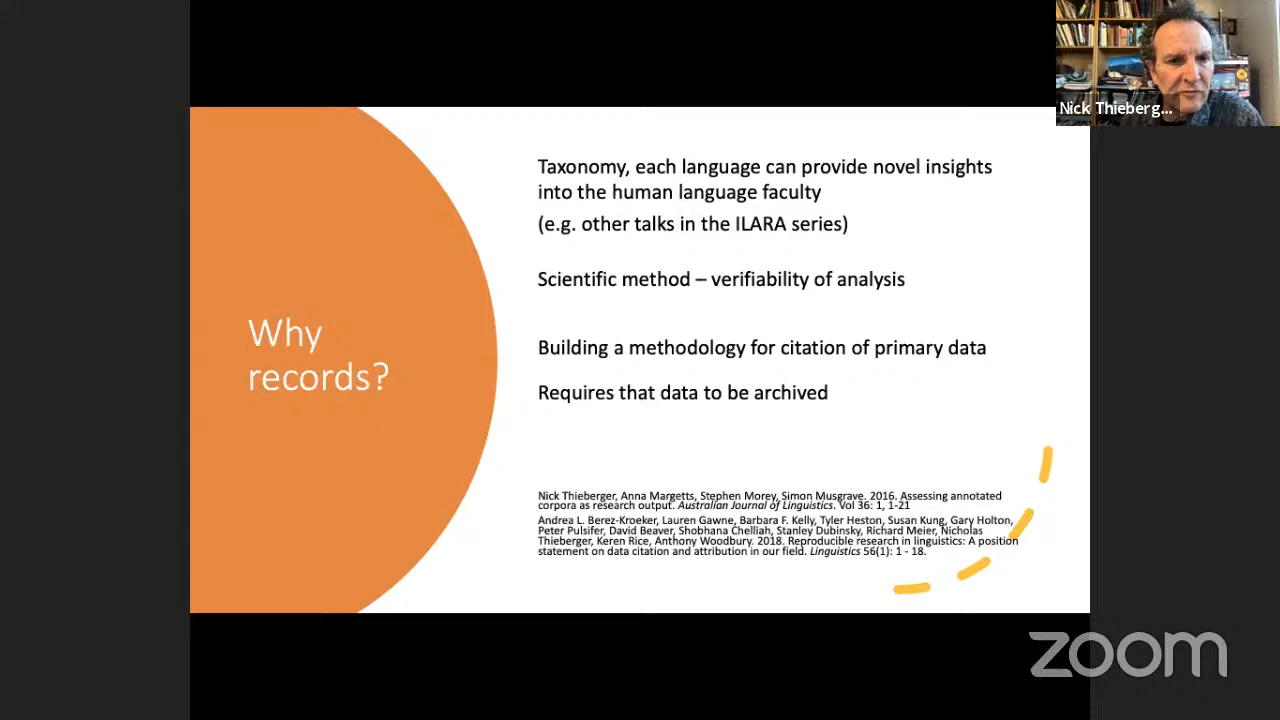 Nick Thieberg...
Why
records?
Taxonomy, each language can provide novel insights
into the human language faculty
(e.g. other talks in the ILARA series)
Scientific method – verifiability of analysis
Building a methodology for citation of primary data
Requires that data to be archived
Nick Thieberger, Anna Margetts, Stephen Morey, Simon Musgrave. 2016. Assessing annotated
corpora as research output. Australian Journal of Linguistics. Vol 36: 1, 1-21
Andrea L. Berez-Kroeker, Lauren Gawne, Barbara F. Kelly, Tyler Heston, Susan Kung, Gary Holton,
Peter Pulsifer, David Beaver, Shobhana Chelliah, Stanley Dubinsky, Richard Meier, Nicholas
Thieberger, Keren Rice, Anthony Woodbury. 2018. Reproducible research in linguistics: A position
statement on data citation and attribution in our field. Linguistics 56(1): 1 - 18.
zoom